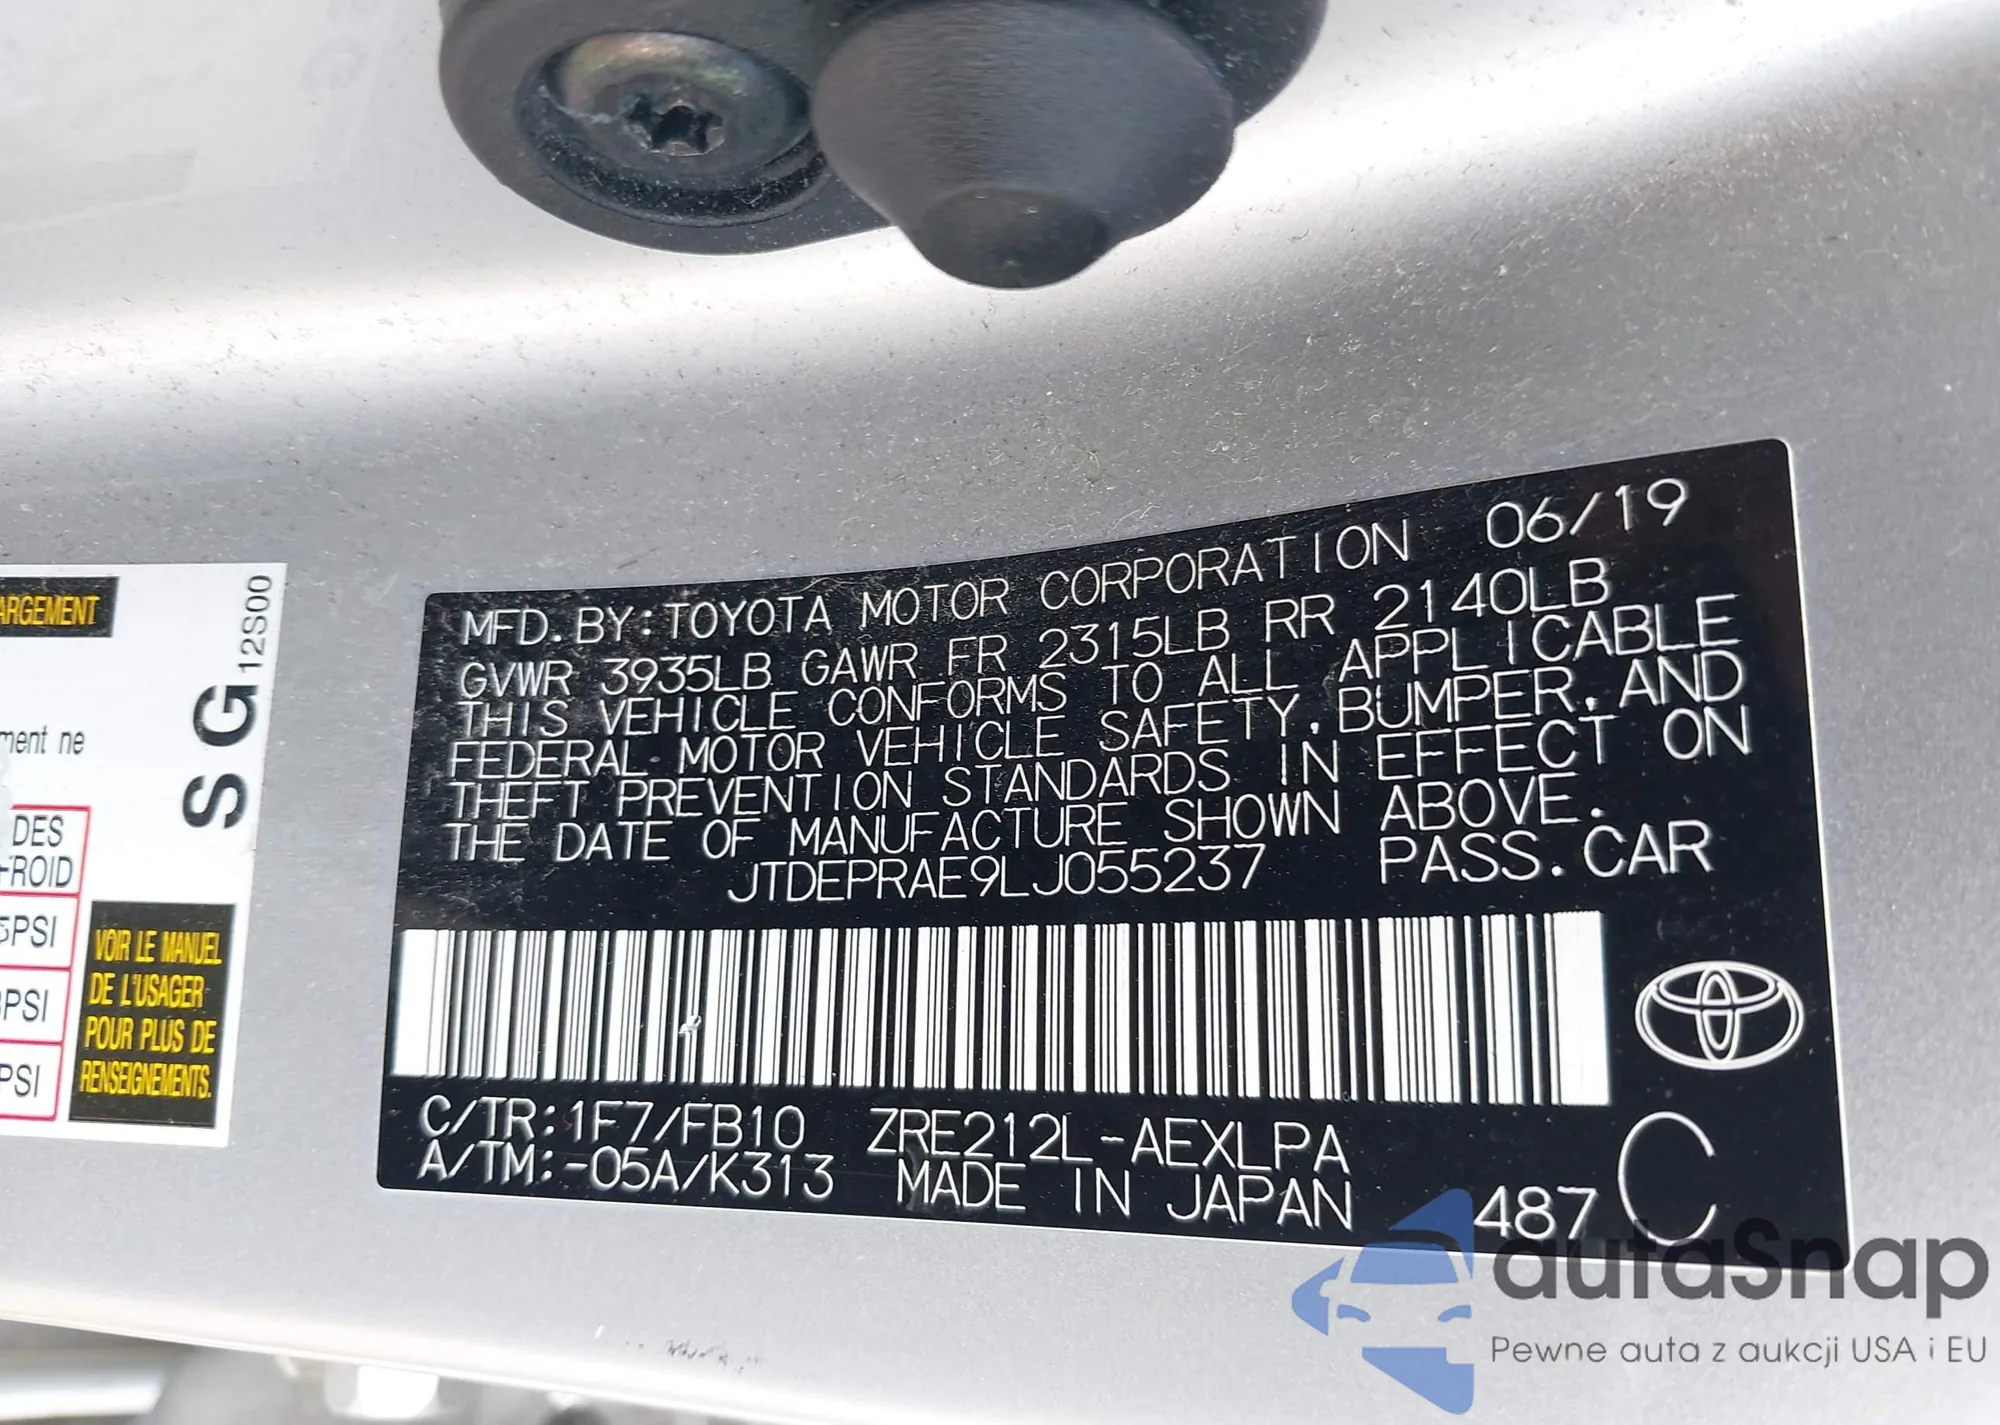 ARGEMENT
ment ne
DES
FROID
5PSI
PSI
PSI
VOIR LE MANUEL
DE L'USAGER
POUR PLUS DE
RENSEIGNEMENTS.
SG12S00
MFD. BY: TOYOTA MOTOR CORPORATION 06/19
GVWR 3935LB GAWR FR 2315LB RR 2140LB
THIS VEHICLE CONFORMS TO ALL APPLICABLE
FEDERAL MOTOR VEHICLE SAFETY, BUMPER, AND
THEFT PREVENTION STANDARDS IN EFFECT ON
THE DATE OF MANUFACTURE SHOWN ABOVE.
JTDEPRAE9LJ055237 PASS. CAR
C/TR:1F7/FB10 ZRE212L-AEXLPA
A/TM:-05A/K313 MADE IN JAPAN 487 C
autaSnap
Pewne auta z aukcji USA i EU